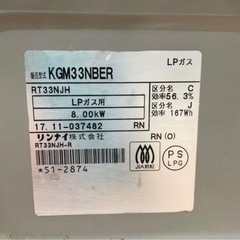 販売型式 KGM33NBER LPガス
RT33NJH
LPガス用
8.00kW
17.11-037482 RN
リンナイ株式会社
RT33NJH-R
*51-2874
区分名 C
効率56.3%
区分名 J
効率 167Wh
RN (O)
JIA認証
PS
LPG